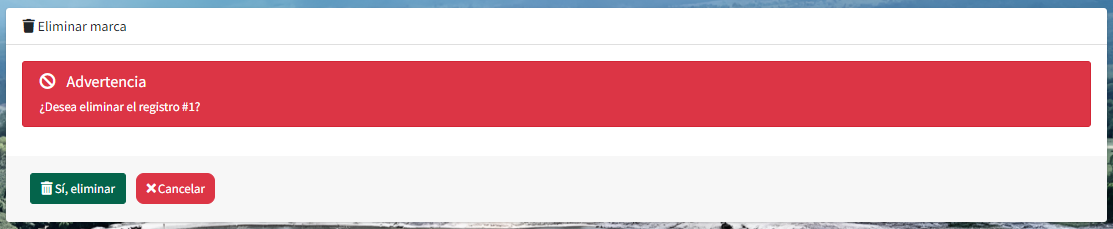 Eliminar marca
Advertencia
¿Desea eliminar el registro #1?
Sí, eliminar
Cancelar